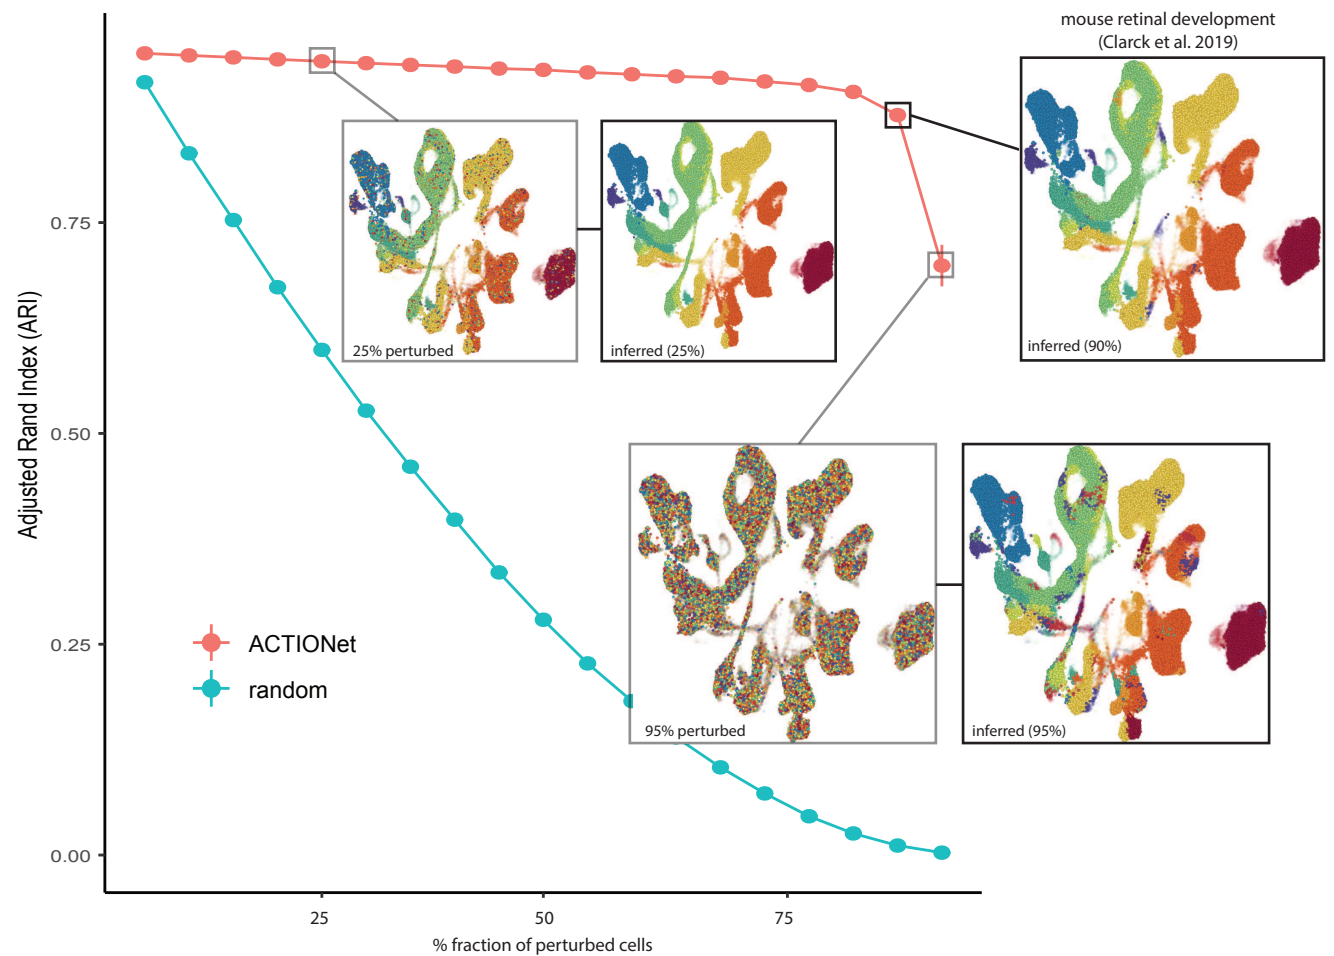 mouse retinal development
(Clarck et al. 2019)
0.75
0.50
0.25
0.00
Adjusted Rand Index (ARI)
25% perturbed
inferred (25%)
inferred (90%)
95% perturbed
inferred (95%)
ACTIONet
random
25
50
75
% fraction of perturbed cells